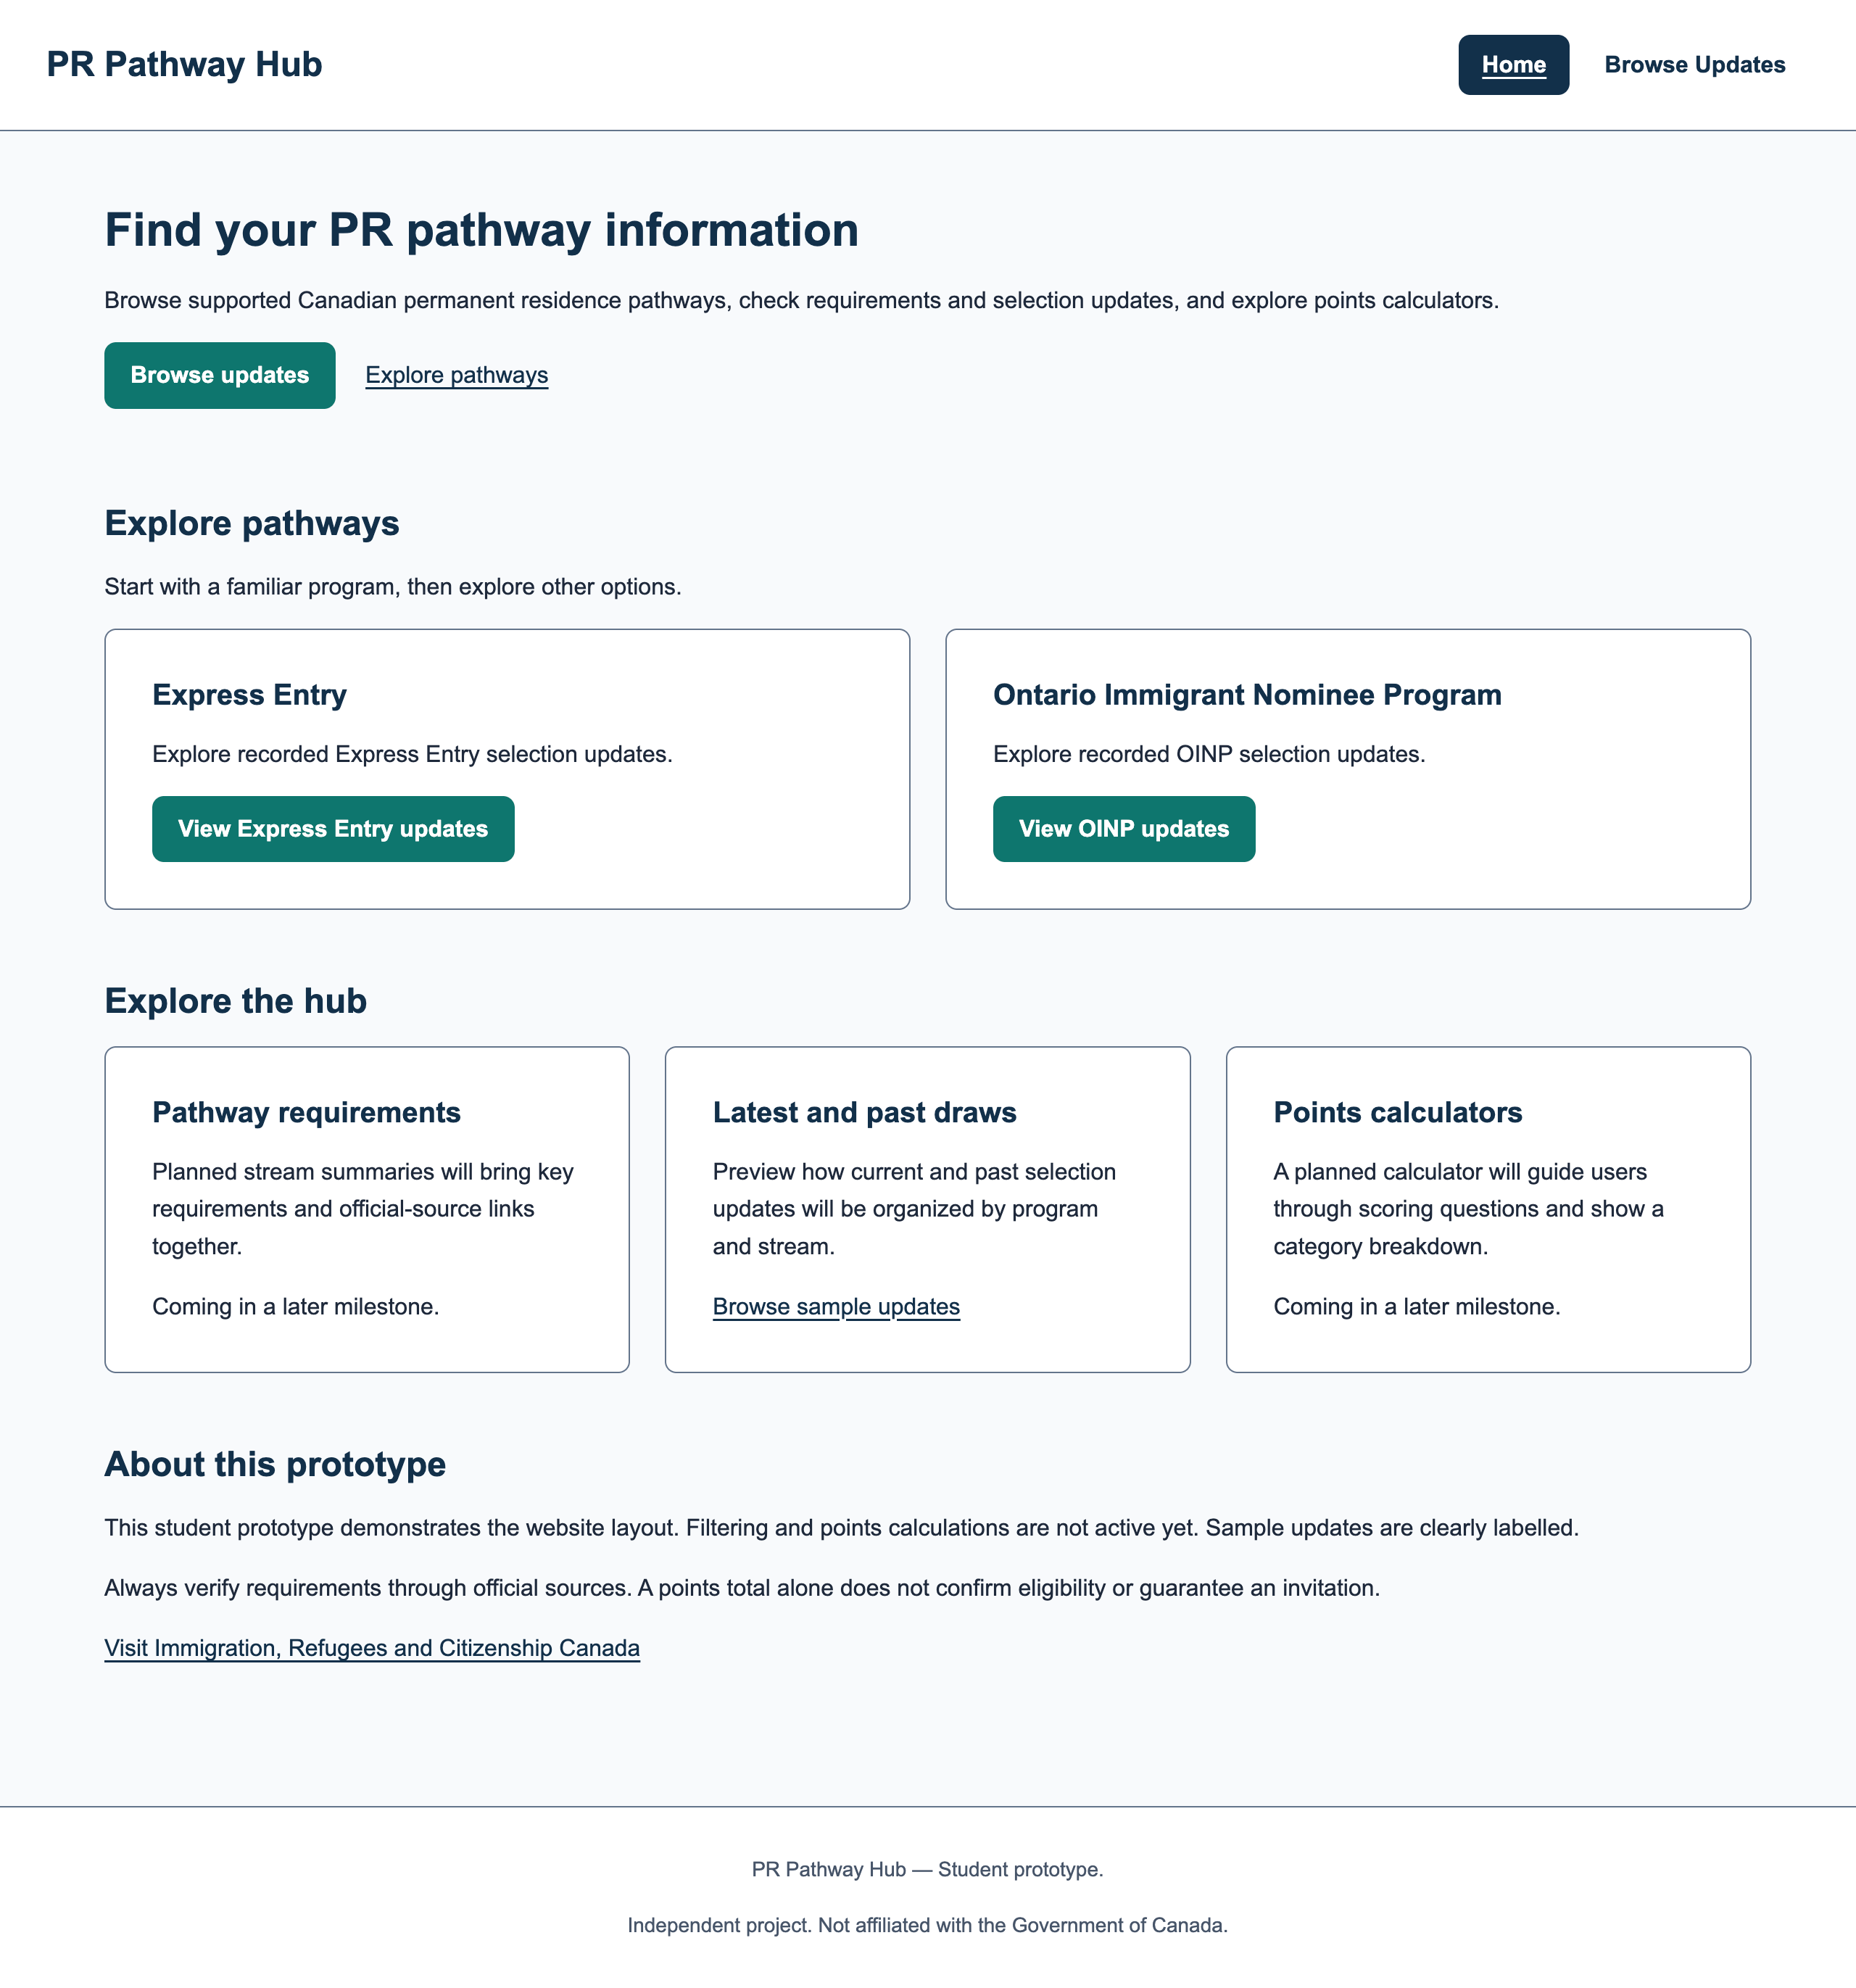 PR Pathway Hub
Home
Browse Updates
Find your PR pathway information
Browse supported Canadian permanent residence pathways, check requirements and selection updates, and explore points calculators.
Browse updates
Explore pathways
Explore pathways
Start with a familiar program, then explore other options.
Express Entry
Explore recorded Express Entry selection updates.
View Express Entry updates
Ontario Immigrant Nominee Program
Explore recorded OINP selection updates.
View OINP updates
Explore the hub
Pathway requirements
Planned stream summaries will bring key
requirements and official-source links
together.
Coming in a later milestone.
Latest and past draws
Preview how current and past selection
updates will be organized by program
and stream.
Browse sample updates
Points calculators
A planned calculator will guide users
through scoring questions and show a
category breakdown.
Coming in a later milestone.
About this prototype
This student prototype demonstrates the website layout. Filtering and points calculations are not active yet. Sample updates are clearly labelled.
Always verify requirements through official sources. A points total alone does not confirm eligibility or guarantee an invitation.
Visit Immigration, Refugees and Citizenship Canada
PR Pathway Hub — Student prototype.
Independent project. Not affiliated with the Government of Canada.